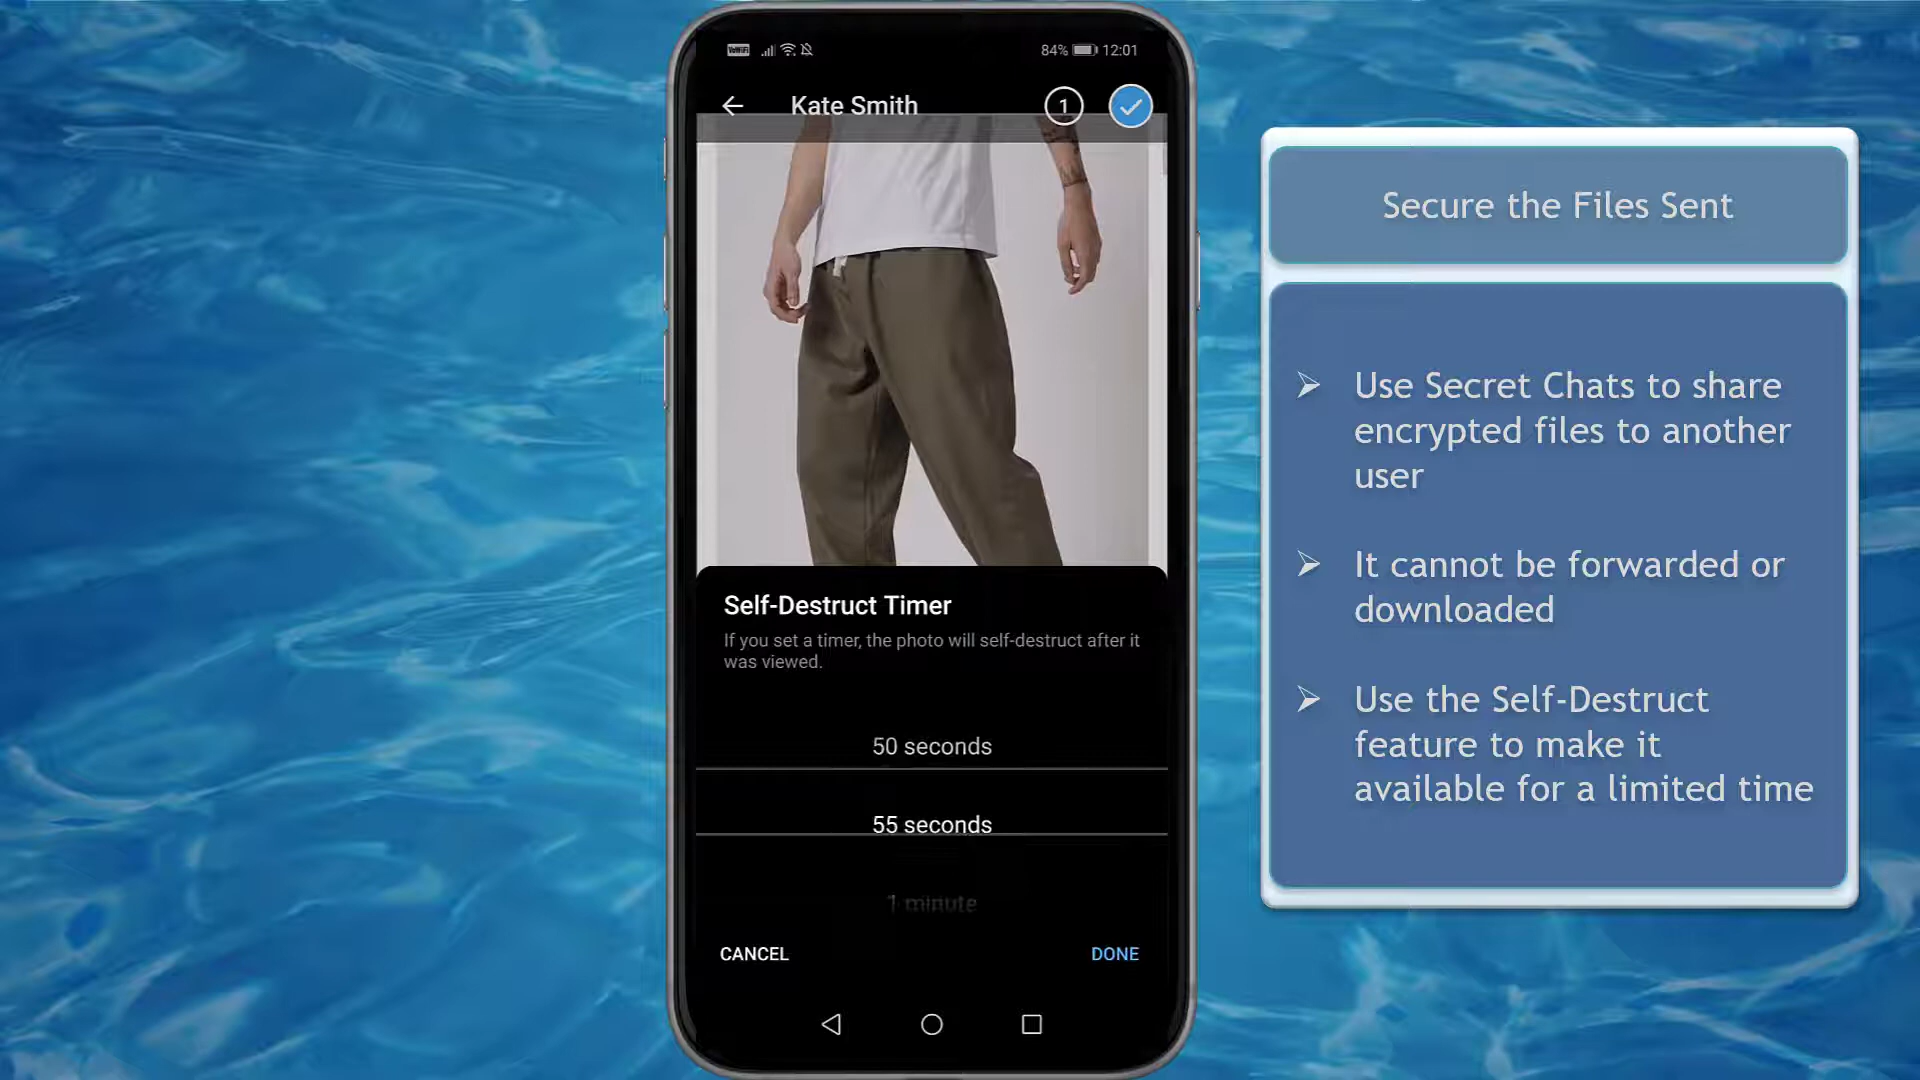 VoWiFi 84% 12:01
Kate Smith 1
Self-Destruct Timer
If you set a timer, the photo will self-destruct after it
was viewed.
50 seconds
55 seconds
1 minute
CANCEL DONE
Secure the Files Sent
Use Secret Chats to share
encrypted files to another
user
It cannot be forwarded or
downloaded
Use the Self-Destruct
feature to make it
available for a limited time